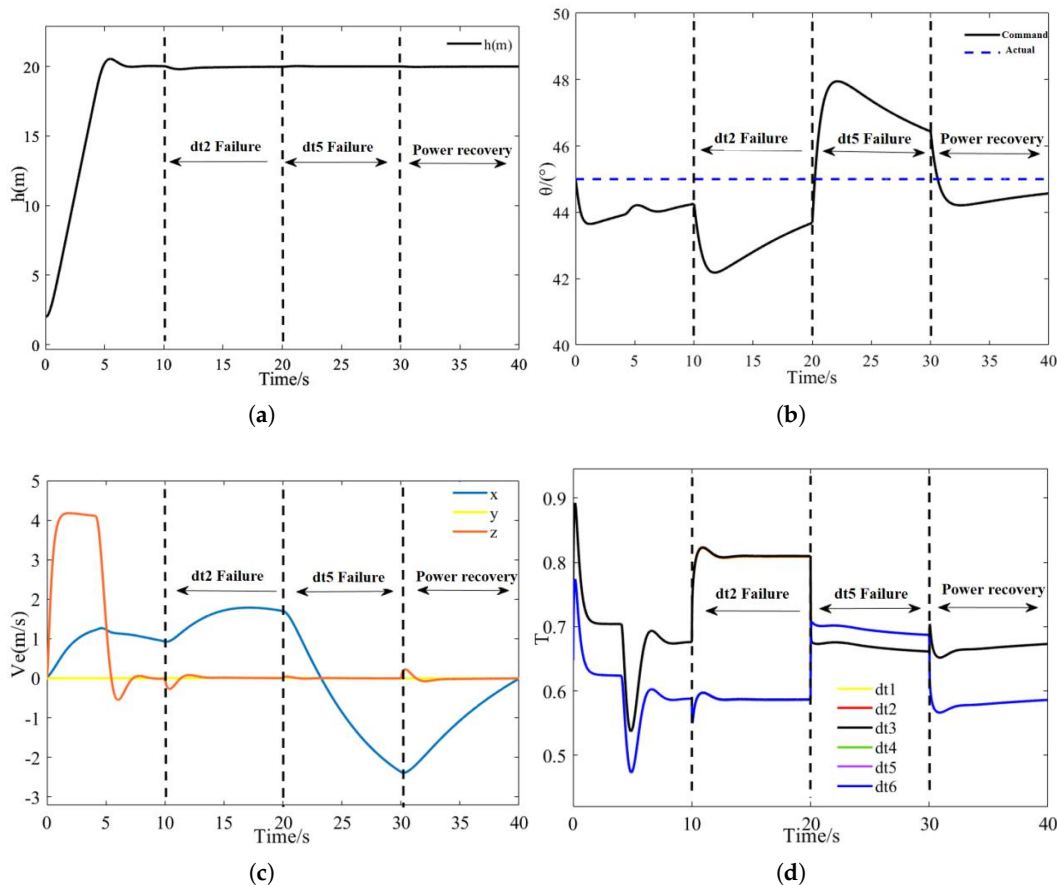 h(m)
h(m)
20
15
10
5
0
dt2 Failure
dt5 Failure
Power recovery
0 5 10 15 20 25 30 35 40
Time/s
(a)
θ/(°)
50
48
46
44
42
40
Command
Actual
dt2 Failure
dt5 Failure
Power recovery
0 5 10 15 20 25 30 35 40
Time/s
(b)
Ve(m/s)
5
4
3
2
1
0
-1
-2
-3
x
y
z
dt2 Failure
dt5 Failure
Power recovery
0 5 10 15 20 25 30 35 40
Time/s
(c)
T
0.9
0.8
0.7
0.6
0.5
dt2 Failure
dt5 Failure
Power recovery
dt1
dt2
dt3
dt4
dt5
dt6
0 10 20 30 40
Time/s
(d)